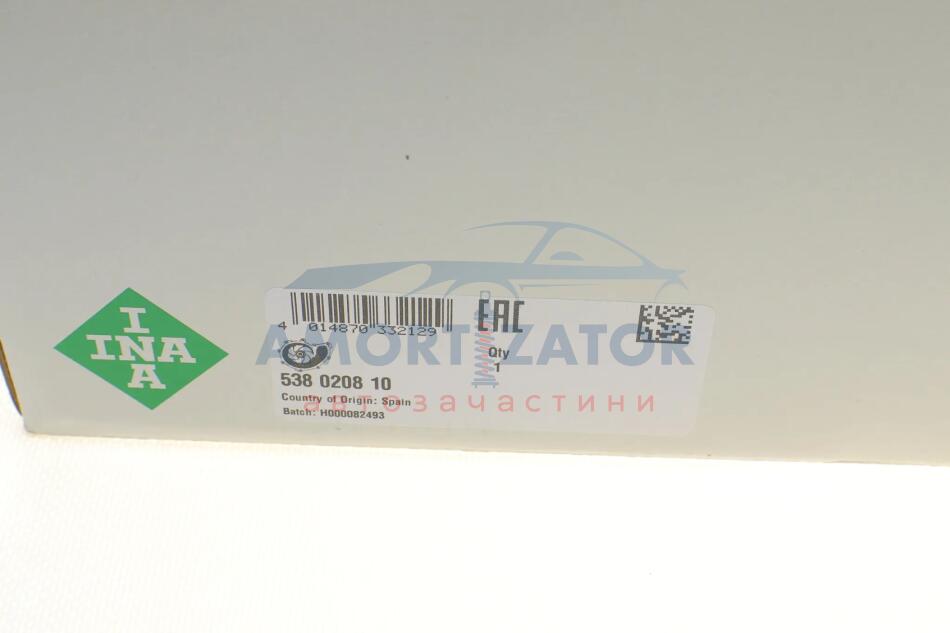 I
INA
A
4 014870 332129
EAC
AMORTIZATOR
Qty
1
538 0208 10
Country of Origin: Spain
автозапчастини
Batch: H000082493